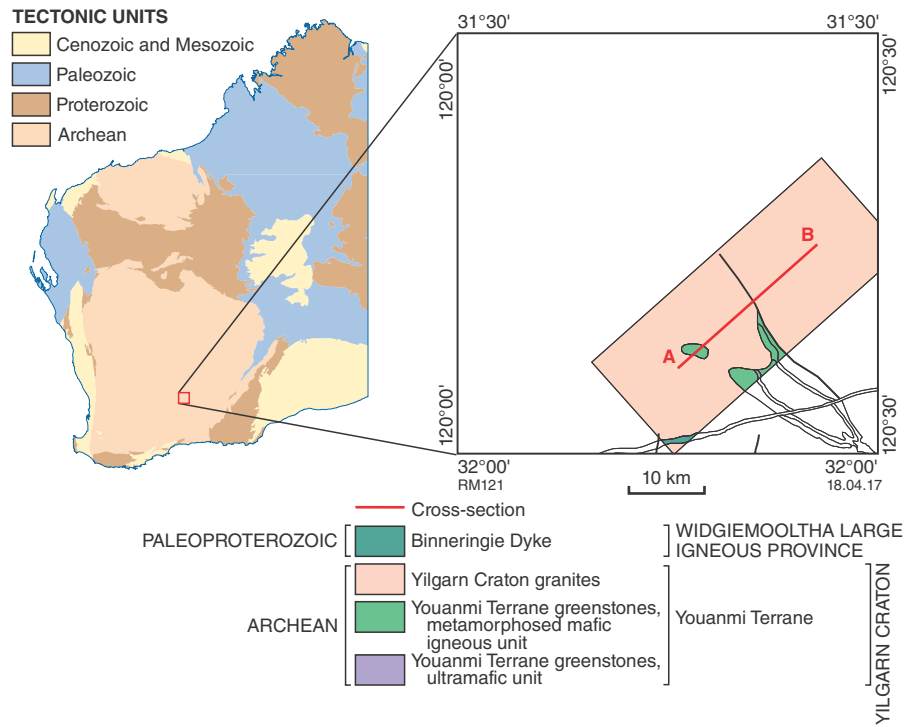 TECTONIC UNITS
Cenozoic and Mesozoic
Paleozoic
Proterozoic
Archean
31°30'
31°30'
120°00'
120°30'
A
B
120°00'
120°30'
32°00'
32°00'
RM121
10 km
18.04.17
Cross-section
PALEOPROTEROZOIC
Binneringie Dyke
WIDGIEMOOLTHA LARGE
IGNEOUS PROVINCE
ARCHEAN
Yilgarn Craton granites
Youanmi Terrane greenstones,
metamorphosed mafic
igneous unit
Youanmi Terrane greenstones,
ultramafic unit
Youanmi Terrane
YILGARN CRATON